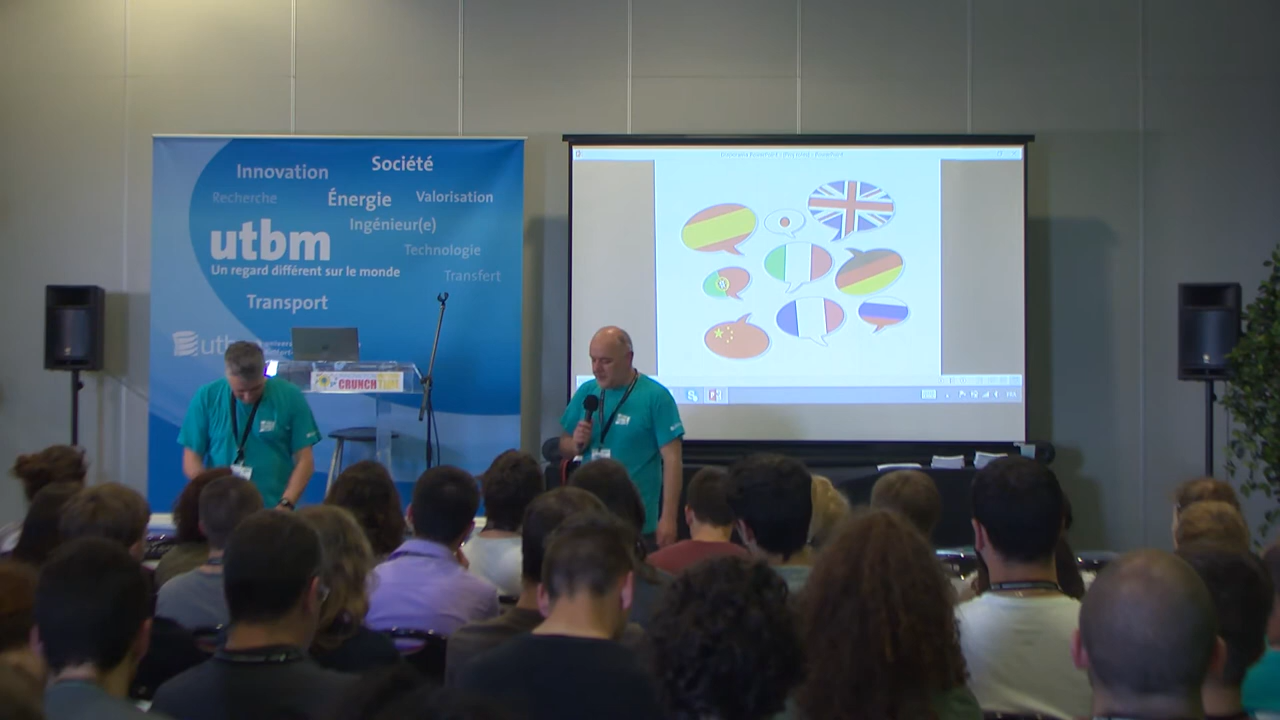 Innovation
Société
Recherche
Énergie
Valorisation
Ingénieur(e)
utbm
Technologie
Un regard différent sur le monde
Transfert
Transport
CRUNCH